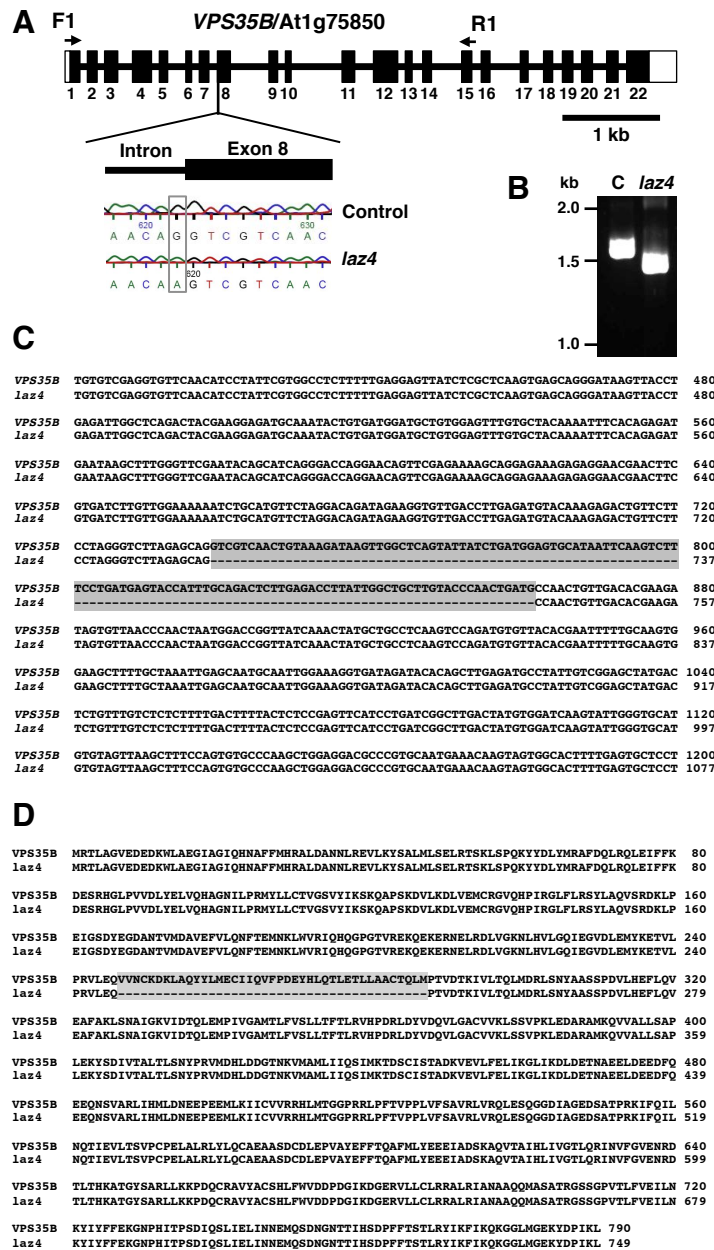 A
F1
VPS35B/At1g75850
R1
1 2 3 4 5 6 7 8 9 10 11 12 13 14 15 16 17 18 19 20 21 22
1 kb
Intron
Exon 8
Control
620 630
A A C A G G T C G T C A A C
laz4
620
A A C A A G T C G T C A A C
B
kb C laz4
2.0
1.5
1.0
C
VPS35B TGTGTCGAGGTGTTCAACATCCTATTCGTGGCCTCTTTTTGAGGAGTTATCTCGCTCAAGTGAGCAGGGATAAGTTACCT 480
laz4 TGTGTCGAGGTGTTCAACATCCTATTCGTGGCCTCTTTTTGAGGAGTTATCTCGCTCAAGTGAGCAGGGATAAGTTACCT 480
VPS35B GAGATTGGCTCAGACTACGAAGGAGATGCAAATACTGTGATGGATGCTGTGGAGTTTGTGCTACAAAATTTCACAGAGAT 560
laz4 GAGATTGGCTCAGACTACGAAGGAGATGCAAATACTGTGATGGATGCTGTGGAGTTTGTGCTACAAAATTTCACAGAGAT 560
VPS35B GAATAAGCTTTGGGTTCGAATACAGCATCAGGGACCAGGAACAGTTCGAGAAAAGCAGGAGAAAGAGAGGAACGAACTTC 640
laz4 GAATAAGCTTTGGGTTCGAATACAGCATCAGGGACCAGGAACAGTTCGAGAAAAGCAGGAGAAAGAGAGGAACGAACTTC 640
VPS35B GTGATCTTGTTGGAAAAAATCTGCATGTTCTAGGACAGATAGAAGGTGTTGACCTTGAGATGTACAAAGAGACTGTTCTT 720
laz4 GTGATCTTGTTGGAAAAAATCTGCATGTTCTAGGACAGATAGAAGGTGTTGACCTTGAGATGTACAAAGAGACTGTTCTT 720
VPS35B CCTAGGGTCTTAGAGCAGGTCGTCAACTGTAAAGATAAGTTGGCTCAGTATTATCTGATGGAGTGCATAATTCAAGTCTT 800
laz4 CCTAGGGTCTTAGAGCAG-------------------------------------------------------------- 737
VPS35B TCCTGATGAGTACCATTTGCAGACTCTTGAGACCTTATTGGCTGCTTGTACCCAACTGATGCCAACTGTTGACACGAAGA 880
laz4 -------------------------------------------------------------CCAACTGTTGACACGAAGA 757
VPS35B TAGTGTTAACCCAACTAATGGACCGGTTATCAAACTATGCTGCCTCAAGTCCAGATGTGTTACACGAATTTTTGCAAGTG 960
laz4 TAGTGTTAACCCAACTAATGGACCGGTTATCAAACTATGCTGCCTCAAGTCCAGATGTGTTACACGAATTTTTGCAAGTG 837
VPS35B GAAGCTTTTGCTAAATTGAGCAATGCAATTGGAAAGGTGATAGATACACAGCTTGAGATGCCTATTGTCGGAGCTATGAC 1040
laz4 GAAGCTTTTGCTAAATTGAGCAATGCAATTGGAAAGGTGATAGATACACAGCTTGAGATGCCTATTGTCGGAGCTATGAC 917
VPS35B TCTGTTTGTCTCTCTTTTGACTTTTACTCTCCGAGTTCATCCTGATCGGCTTGACTATGTGGATCAAGTATTGGGTGCAT 1120
laz4 TCTGTTTGTCTCTCTTTTGACTTTTACTCTCCGAGTTCATCCTGATCGGCTTGACTATGTGGATCAAGTATTGGGTGCAT 997
VPS35B GTGTAGTTAAGCTTTCCAGTGTGCCCAAGCTGGAGGACGCCCGTGCAATGAAACAAGTAGTGGCACTTTTGAGTGCTCCT 1200
laz4 GTGTAGTTAAGCTTTCCAGTGTGCCCAAGCTGGAGGACGCCCGTGCAATGAAACAAGTAGTGGCACTTTTGAGTGCTCCT 1077
D
VPS35B MRTLAGVEDEDKWLAEGIAGIQHNAFFMHRALDANNLREVLKYSALMLSELRTSKLSPQKYYDLYMRAFDQLRQLEIFFK 80
laz4 MRTLAGVEDEDKWLAEGIAGIQHNAFFMHRALDANNLREVLKYSALMLSELRTSKLSPQKYYDLYMRAFDQLRQLEIFFK 80
VPS35B DESRHGLPVVDLYELVQHAGNILPRMYLLCTVGSVYIKSKQAPSKDVLKDLVEMCRGVQHPIRGLFLRSYLAQVSRDKLP 160
laz4 DESRHGLPVVDLYELVQHAGNILPRMYLLCTVGSVYIKSKQAPSKDVLKDLVEMCRGVQHPIRGLFLRSYLAQVSRDKLP 160
VPS35B EIGSDYEGDANTVMDAVEFVLQNFTEMNKLWVRIQHQGPGTVREKQEKERNELRDLVGKNLHVLGQIEGVDLEMYKETVL 240
laz4 EIGSDYEGDANTVMDAVEFVLQNFTEMNKLWVRIQHQGPGTVREKQEKERNELRDLVGKNLHVLGQIEGVDLEMYKETVL 240
VPS35B PRVLEQVVNCKDKLAQYYLMECIIQVFPDEYHLQTLETLLAACTQLMPTVDTKIVLTQLMDRLSNYAASSPDVLHEFLQV 320
laz4 PRVLEQ-----------------------------------------PTVDTKIVLTQLMDRLSNYAASSPDVLHEFLQV 279
VPS35B EAFAKLSNAIGKVIDTQLEMPIVGAMTLFVSLLTFTLRVHPDRLDYVDQVLGACVVKLSSVPKLEDARAMKQVVALLSAP 400
laz4 EAFAKLSNAIGKVIDTQLEMPIVGAMTLFVSLLTFTLRVHPDRLDYVDQVLGACVVKLSSVPKLEDARAMKQVVALLSAP 359
VPS35B LEKYSDIVTALTLSNYPRVMDHLDDGTNKVMAMLIIQSIMKTDSCISTADKVEVLFELIKGLIKDLDETNAEELDEEDFQ 480
laz4 LEKYSDIVTALTLSNYPRVMDHLDDGTNKVMAMLIIQSIMKTDSCISTADKVEVLFELIKGLIKDLDETNAEELDEEDFQ 439
VPS35B EEQNSVARLIHMLDNEEPEEMLKIICVVRRHLMTGGPRRLPFTVPPLVFSAVRLVRQLESQGGDIAGEDSATPRKIFQIL 560
laz4 EEQNSVARLIHMLDNEEPEEMLKIICVVRRHLMTGGPRRLPFTVPPLVFSAVRLVRQLESQGGDIAGEDSATPRKIFQIL 519
VPS35B NQTIEVLTSVPCPELALRLYLQCAEAASDCDLEPVAYEFFTQAFMLYEEEIADSKAQVTAIHLIVGTLQRINVFGVENRD 640
laz4 NQTIEVLTSVPCPELALRLYLQCAEAASDCDLEPVAYEFFTQAFMLYEEEIADSKAQVTAIHLIVGTLQRINVFGVENRD 599
VPS35B TLTHKATGYSARLLKKPDQCRAVYACSHLFWVDDPDGIKDGERVLLCLRRALRIANAAQQMASATRGSSGPVTLFVEILN 720
laz4 TLTHKATGYSARLLKKPDQCRAVYACSHLFWVDDPDGIKDGERVLLCLRRALRIANAAQQMASATRGSSGPVTLFVEILN 679
VPS35B KYIYFFEKGNPHITPSDIQSLIELINNEMQSDNGNTTIHSDPFFTSTLRYIKFIKQKGGLMGEKYDPIKL 790
laz4 KYIYFFEKGNPHITPSDIQSLIELINNEMQSDNGNTTIHSDPFFTSTLRYIKFIKQKGGLMGEKYDPIKL 749